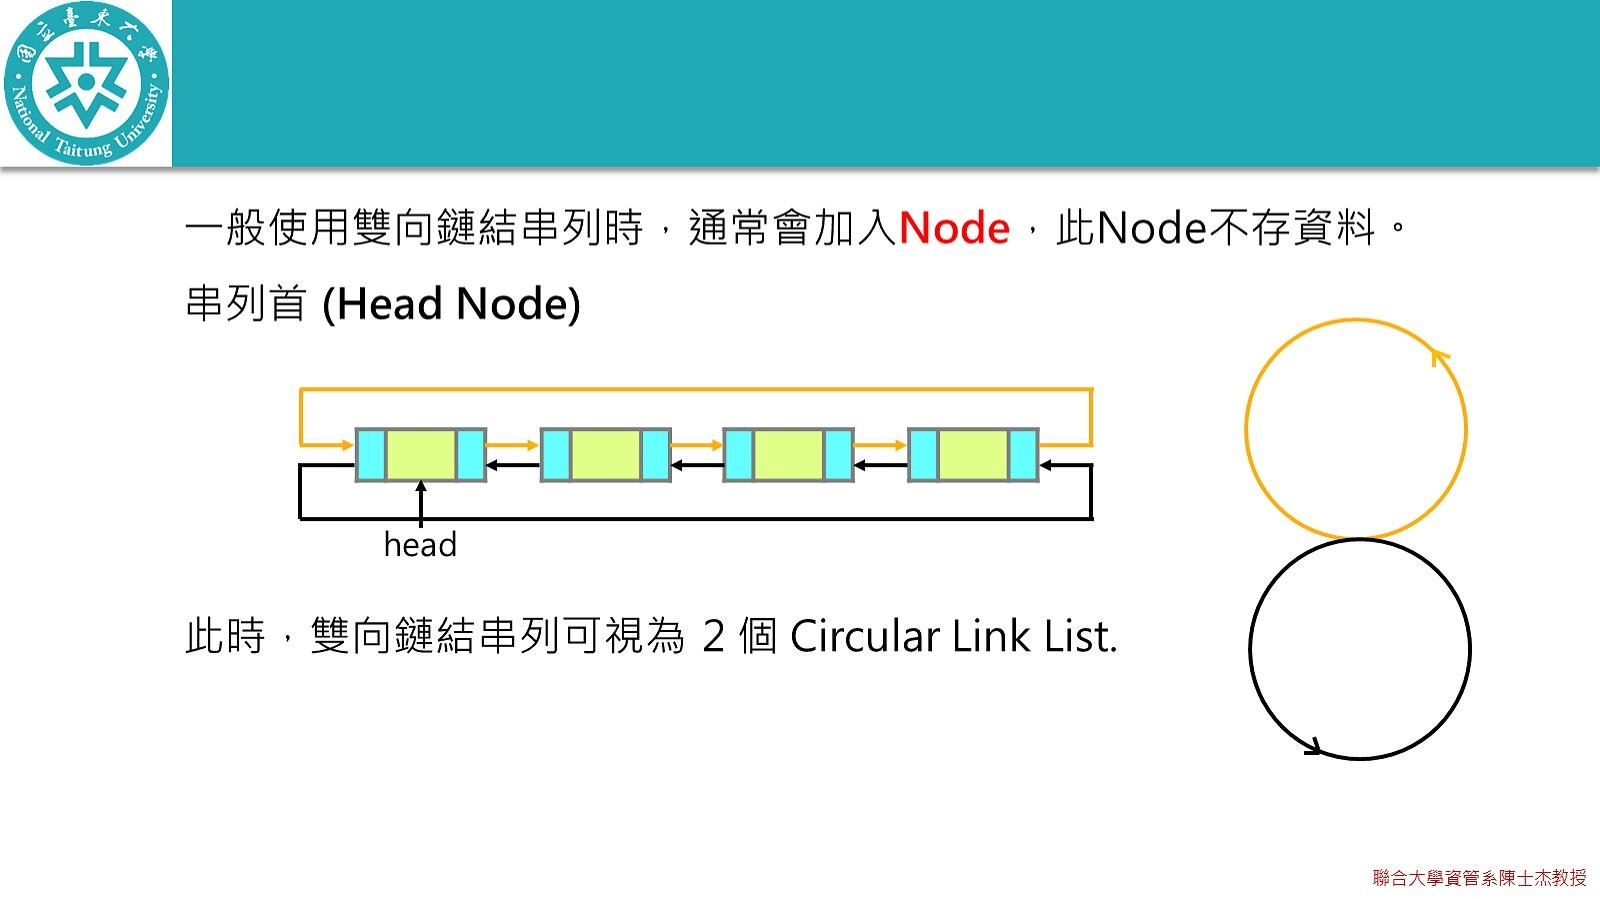 國立臺東大學
National Taitung University
一般使用雙向鏈結串列時，通常會加入Node，此Node不存資料。
串列首 (Head Node)
head
此時，雙向鏈結串列可視為 2 個 Circular Link List.
聯合大學資管系陳士杰教授